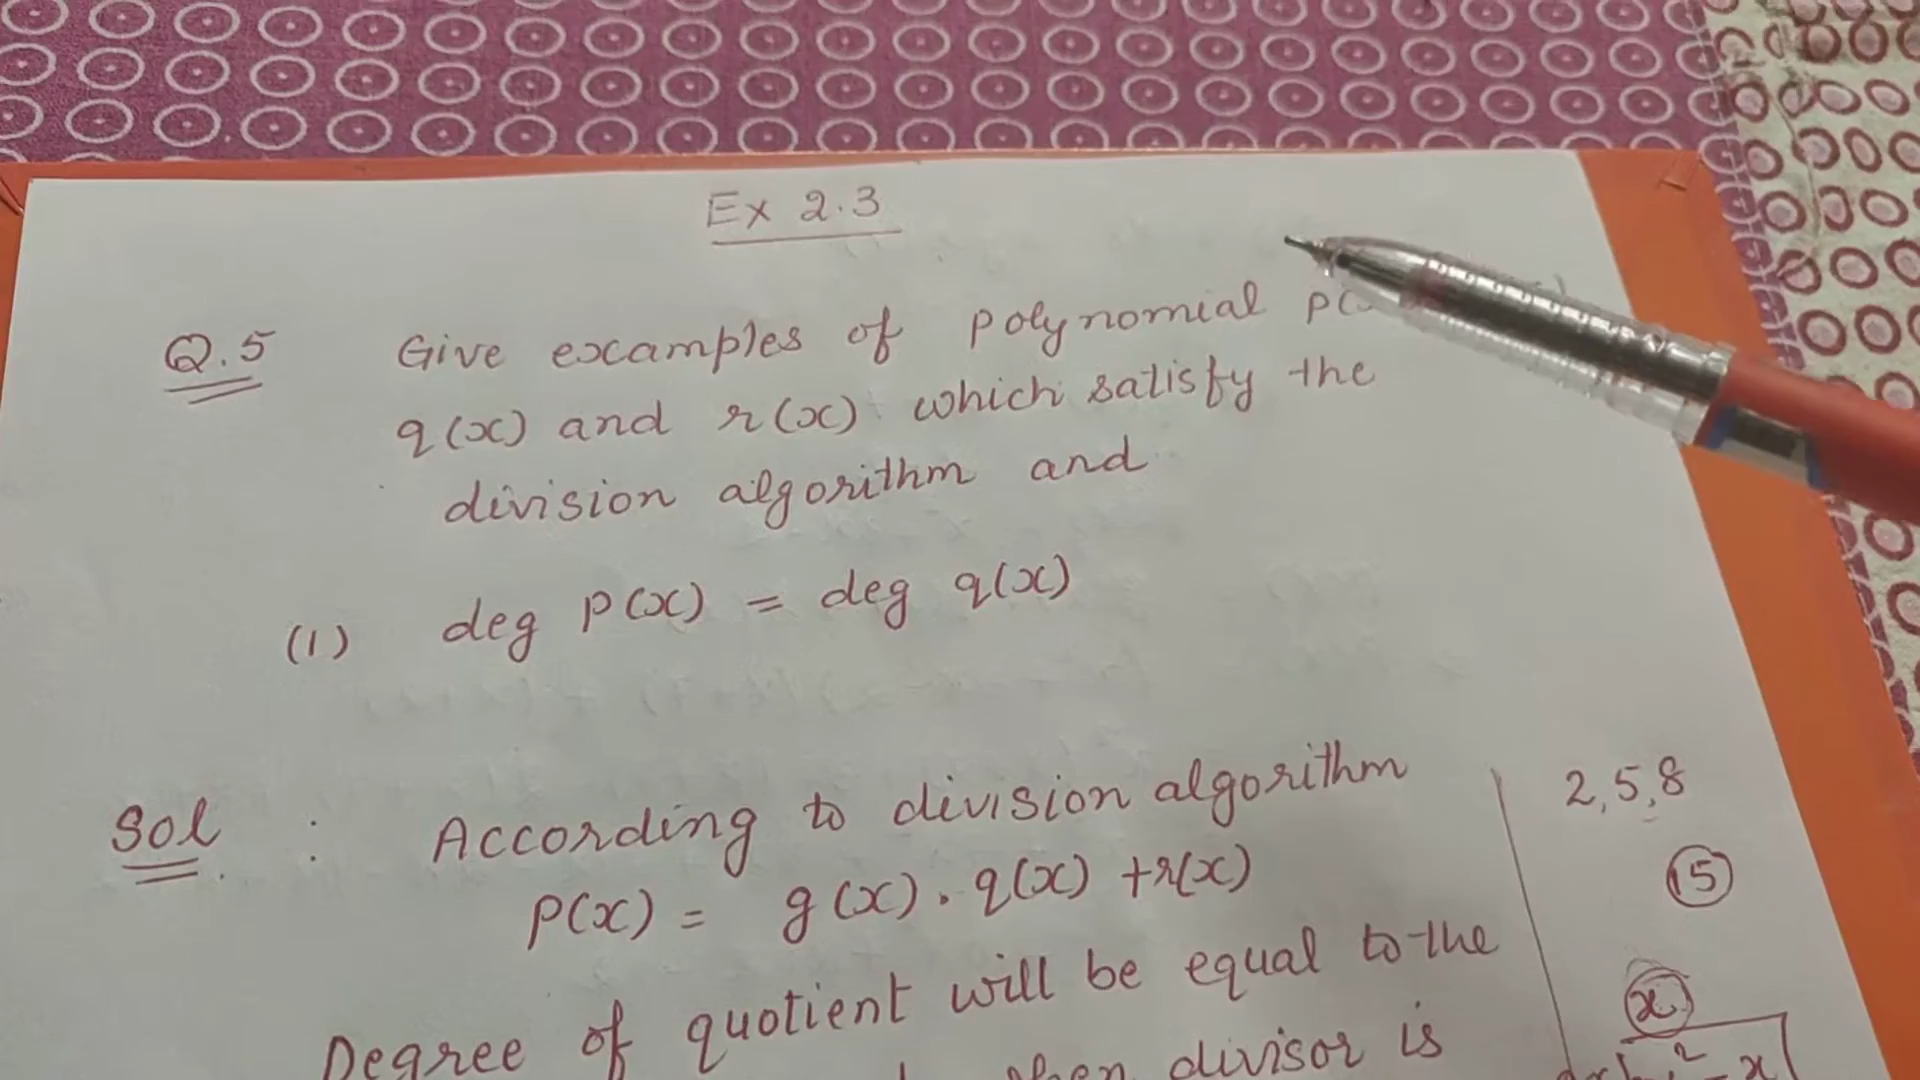 Ex 2.3
Q.5 Give examples of polynomial p(
q(x) and r(x) which satisfy the
division algorithm and
(1) deg p(x) = deg q(x)
Sol : According to division algorithm
p(x) = g(x) . q(x) + r(x)
Degree of quotient will be equal to the
when divisor is
2,5,8
5
x